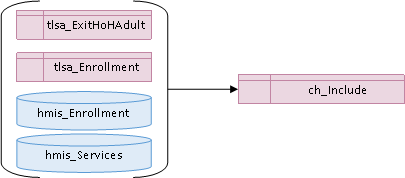 tlsa_ExitHoHAdult
tlsa_Enrollment
hmis_Enrollment
hmis_Services
ch_Include